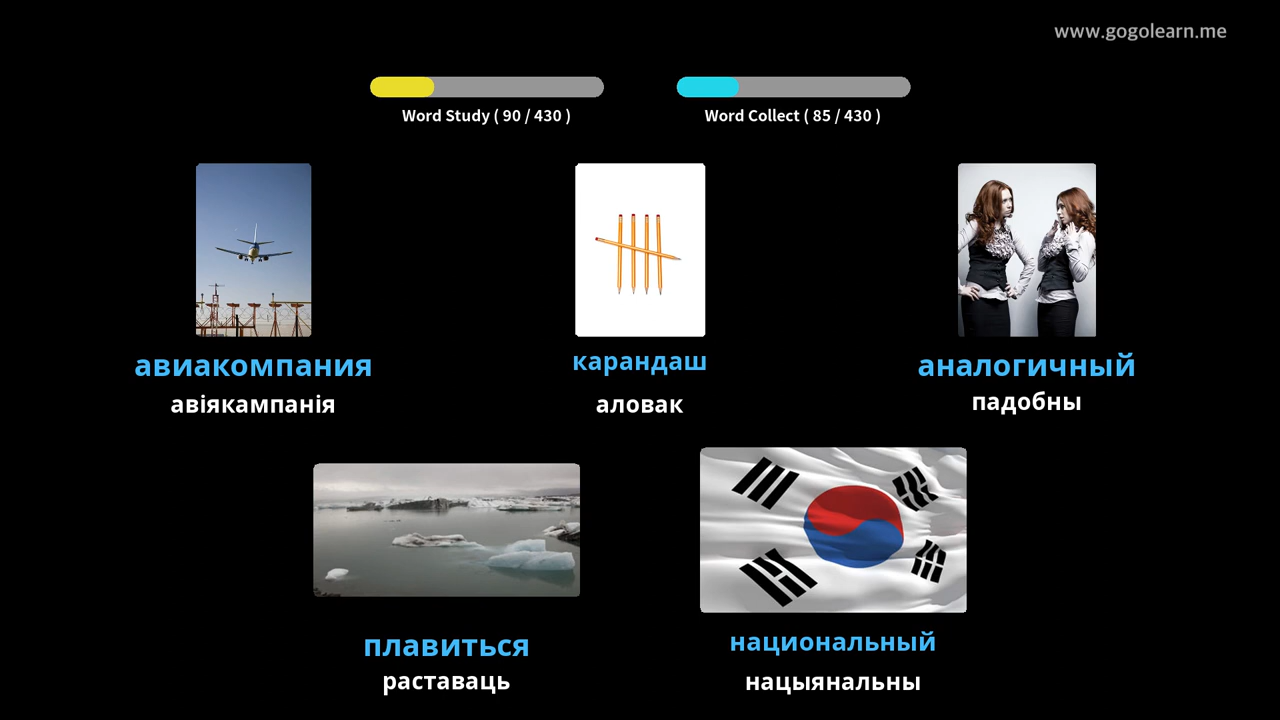 www.gogolearn.me
Word Study ( 90 / 430 )
Word Collect ( 85 / 430 )
авиакомпания
авіякампанія
карандаш
аловак
аналогичный
падобны
плавиться
раставаць
национальный
нацыянальны